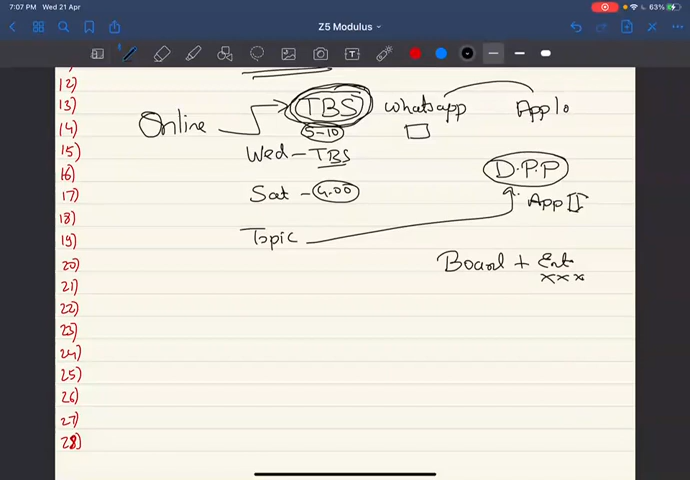 7:07 PM Wed 21 Apr
63%
Z5 Modulus
12)
13) TBS whatsapp
14) Online 5-10
15) Wed - TBS
16) D.P.P
17) Sat - 4:00
18) App
19) Topic
20) Board + Ent
21) x x x
22)
23)
24)
25)
26)
27)
28)